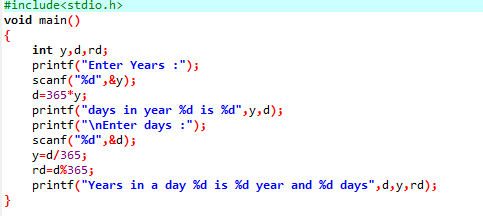 #include<stdio.h>
void main()
{
    int y,d,rd;
    printf("Enter Years :");
    scanf("%d",&y);
    d=365*y;
    printf("days in year %d is %d",y,d);
    printf("\nEnter days :");
    scanf("%d",&d);
    y=d/365;
    rd=d%365;
    printf("Years in a day %d is %d year and %d days",d,y,rd);
}